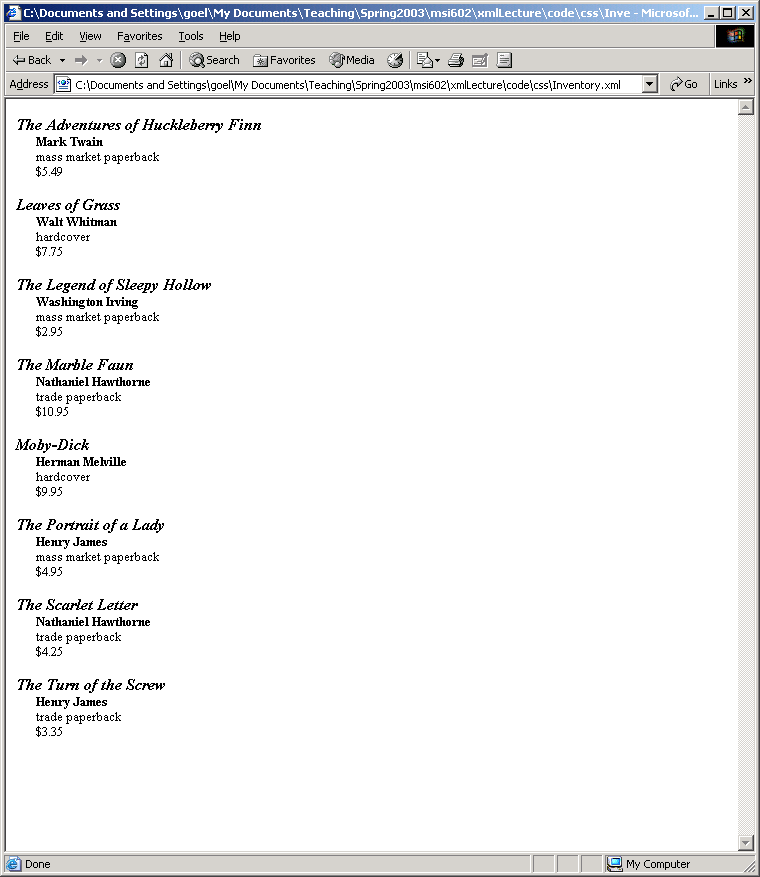 C:\Documents and Settings\goel\My Documents\Teaching\Spring2003\msi602\xmlLecture\code\css\Inve - Microsof...
File Edit View Favorites Tools Help
Back Search Favorites Media
Address C:\Documents and Settings\goel\My Documents\Teaching\Spring2003\msi602\xmlLecture\code\css\Inventory.xml Go Links »
The Adventures of Huckleberry Finn
Mark Twain
mass market paperback
$5.49
Leaves of Grass
Walt Whitman
hardcover
$7.75
The Legend of Sleepy Hollow
Washington Irving
mass market paperback
$2.95
The Marble Faun
Nathaniel Hawthorne
trade paperback
$10.95
Moby-Dick
Herman Melville
hardcover
$9.95
The Portrait of a Lady
Henry James
mass market paperback
$4.95
The Scarlet Letter
Nathaniel Hawthorne
trade paperback
$4.25
The Turn of the Screw
Henry James
trade paperback
$3.35
Done My Computer